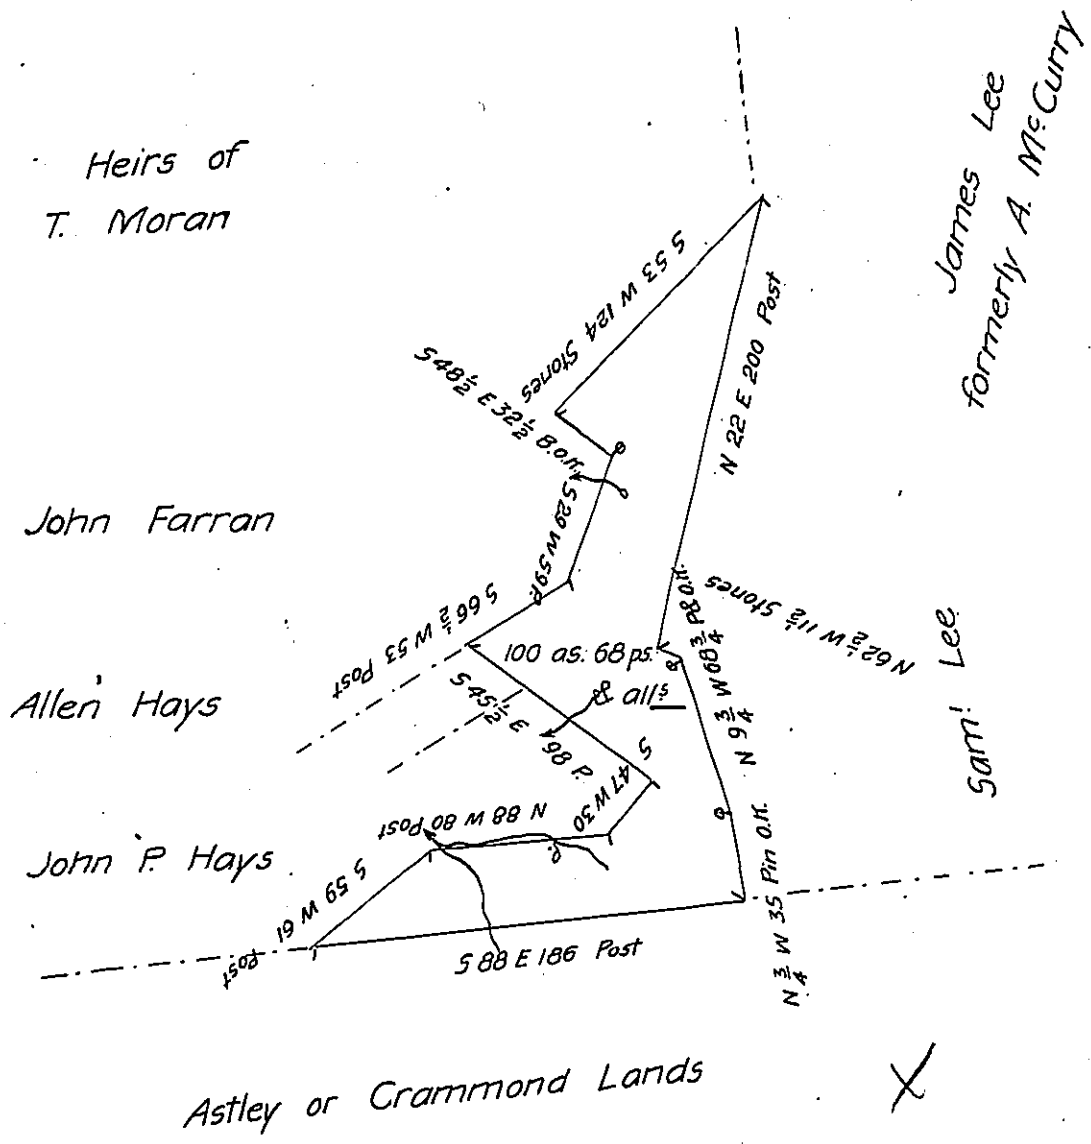 Heirs of
T. Moran
James Lee
formerly A. McCurry
S 53 W 124 Stones
N 22 E 200 Post
S 48½ E 32½ B.O.K.
S 29 W 59 P.
John Farran
S 66½ W 53 Post
N 62½ W 11½ Stones
100 as: 68 ps.
& alls
N 9¾ W 68¾ P& O.K.
Allen Hays
S 45½ E 98 P.
Saml Lee
S 47 W 30 P.
N 88 W 80 Post
John P. Hays
S 59 W 61 Post
N ¾ W 35 Pin O.K.
S 88 E 186 Post
Astley or Crammond Lands
X